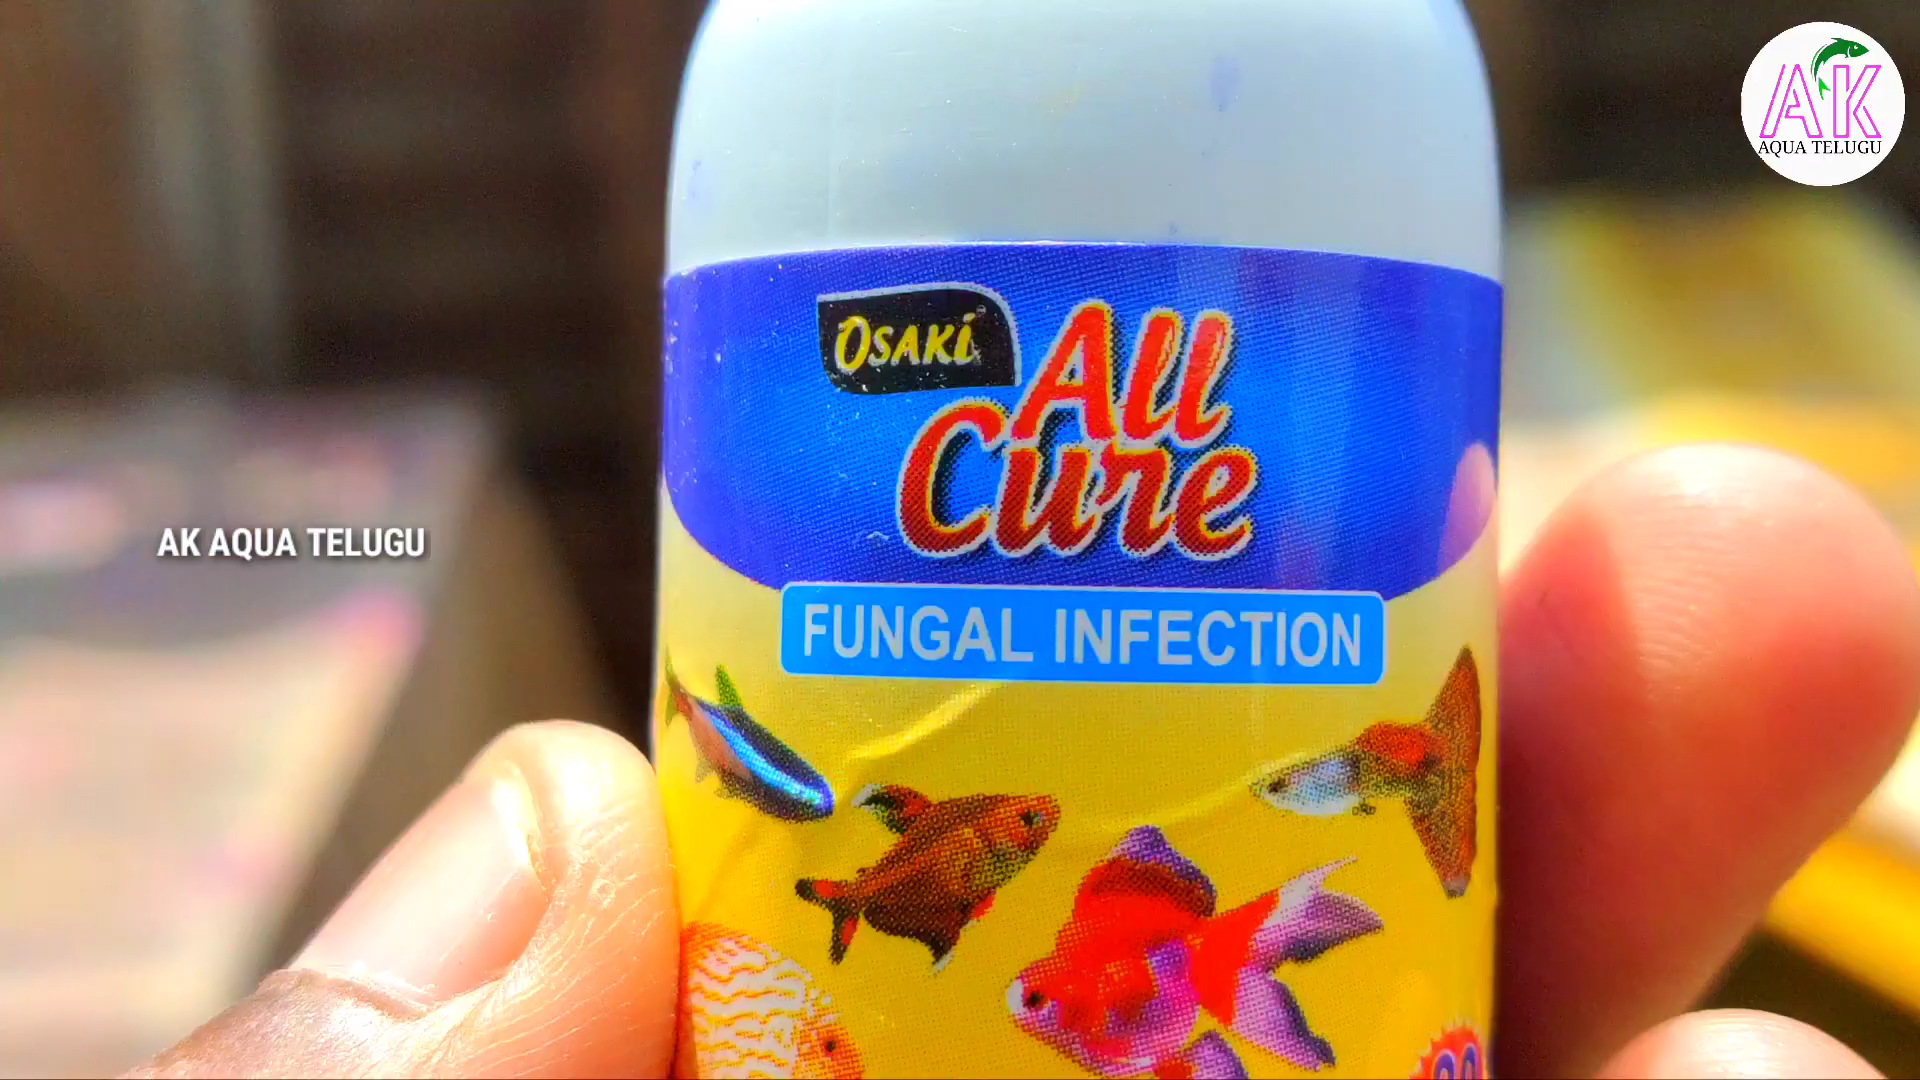 AK
AQUA TELUGU
OSAKI
All
Cure
FUNGAL INFECTION
AK AQUA TELUGU